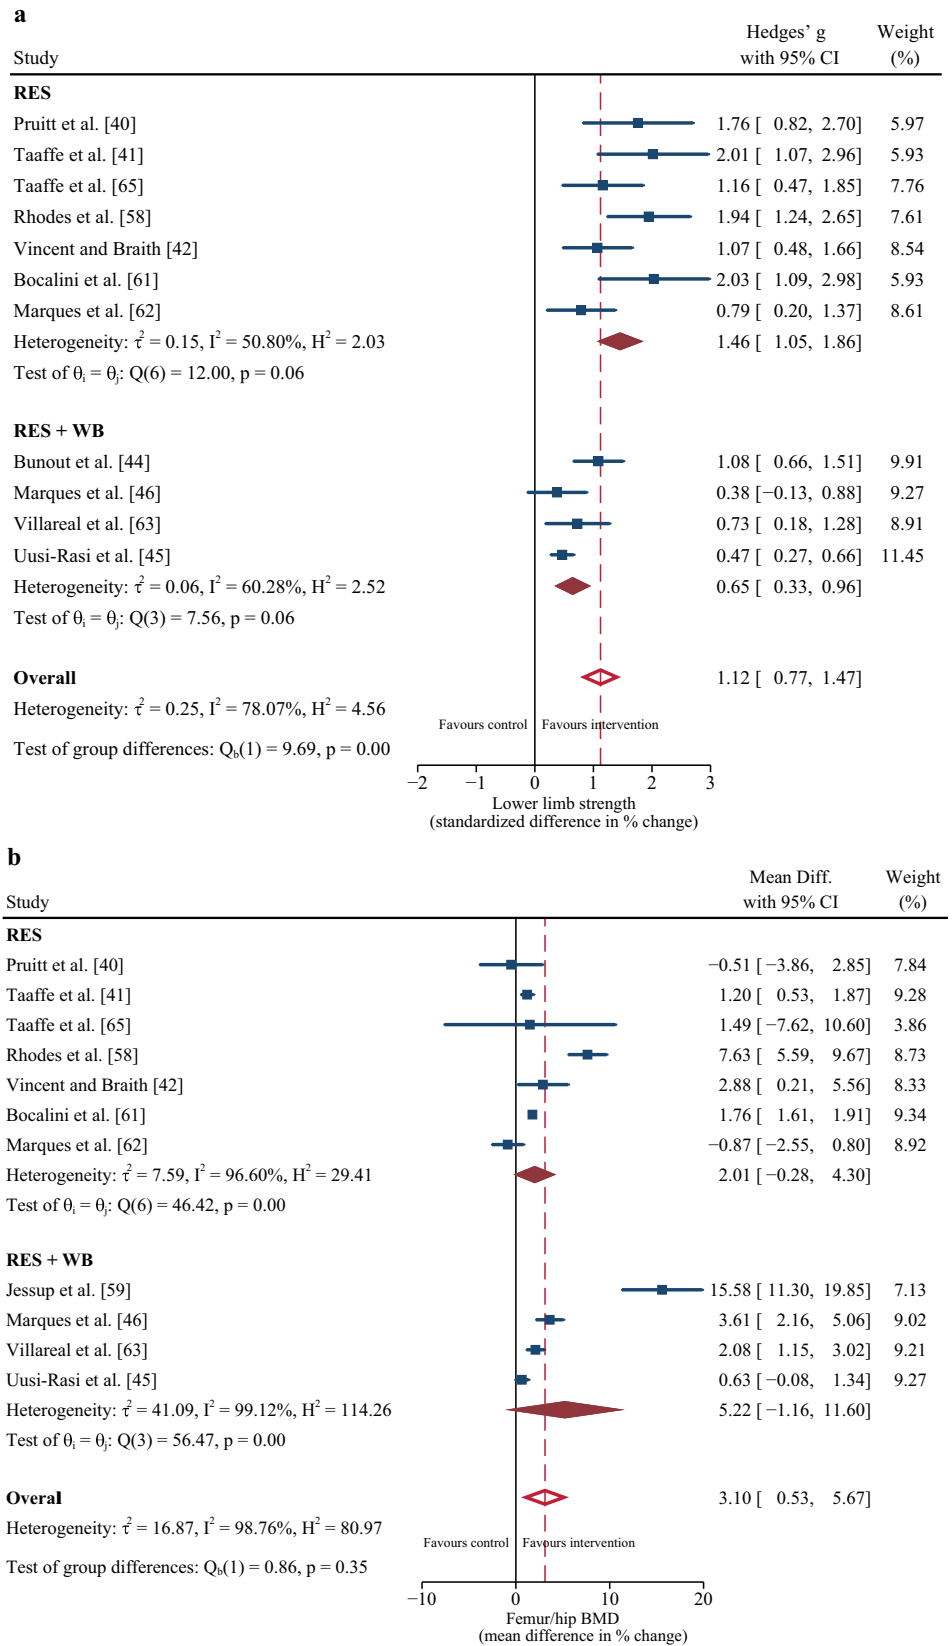 a
Hedges’ g Weight
Study with 95% CI (%)
RES
Pruitt et al. [40] 1.76 [ 0.82, 2.70] 5.97
Taaffe et al. [41] 2.01 [ 1.07, 2.96] 5.93
Taaffe et al. [65] 1.16 [ 0.47, 1.85] 7.76
Rhodes et al. [58] 1.94 [ 1.24, 2.65] 7.61
Vincent and Braith [42] 1.07 [ 0.48, 1.66] 8.54
Bocalini et al. [61] 2.03 [ 1.09, 2.98] 5.93
Marques et al. [62] 0.79 [ 0.20, 1.37] 8.61
Heterogeneity: τ² = 0.15, I² = 50.80%, H² = 2.03 1.46 [ 1.05, 1.86]
Test of θᵢ = θⱼ: Q(6) = 12.00, p = 0.06
RES + WB
Bunout et al. [44] 1.08 [ 0.66, 1.51] 9.91
Marques et al. [46] 0.38 [−0.13, 0.88] 9.27
Villareal et al. [63] 0.73 [ 0.18, 1.28] 8.91
Uusi-Rasi et al. [45] 0.47 [ 0.27, 0.66] 11.45
Heterogeneity: τ² = 0.06, I² = 60.28%, H² = 2.52 0.65 [ 0.33, 0.96]
Test of θᵢ = θⱼ: Q(3) = 7.56, p = 0.06
Overall 1.12 [ 0.77, 1.47]
Heterogeneity: τ² = 0.25, I² = 78.07%, H² = 4.56
Favours control Favours intervention
Test of group differences: Q_b(1) = 9.69, p = 0.00
−2 −1 0 1 2 3
Lower limb strength
(standardized difference in % change)
b
Mean Diff. Weight
Study with 95% CI (%)
RES
Pruitt et al. [40] −0.51 [−3.86, 2.85] 7.84
Taaffe et al. [41] 1.20 [ 0.53, 1.87] 9.28
Taaffe et al. [65] 1.49 [−7.62, 10.60] 3.86
Rhodes et al. [58] 7.63 [ 5.59, 9.67] 8.73
Vincent and Braith [42] 2.88 [ 0.21, 5.56] 8.33
Bocalini et al. [61] 1.76 [ 1.61, 1.91] 9.34
Marques et al. [62] −0.87 [−2.55, 0.80] 8.92
Heterogeneity: τ² = 7.59, I² = 96.60%, H² = 29.41 2.01 [ −0.28, 4.30]
Test of θᵢ = θⱼ: Q(6) = 46.42, p = 0.00
RES + WB
Jessup et al. [59] 15.58 [ 11.30, 19.85] 7.13
Marques et al. [46] 3.61 [ 2.16, 5.06] 9.02
Villareal et al. [63] 2.08 [ 1.15, 3.02] 9.21
Uusi-Rasi et al. [45] 0.63 [−0.08, 1.34] 9.27
Heterogeneity: τ² = 41.09, I² = 99.12%, H² = 114.26 5.22 [−1.16, 11.60]
Test of θᵢ = θⱼ: Q(3) = 56.47, p = 0.00
Overal 3.10 [ 0.53, 5.67]
Heterogeneity: τ² = 16.87, I² = 98.76%, H² = 80.97
Favours control Favours intervention
Test of group differences: Q_b(1) = 0.86, p = 0.35
−10 0 10 20
Femur/hip BMD
(mean difference in % change)